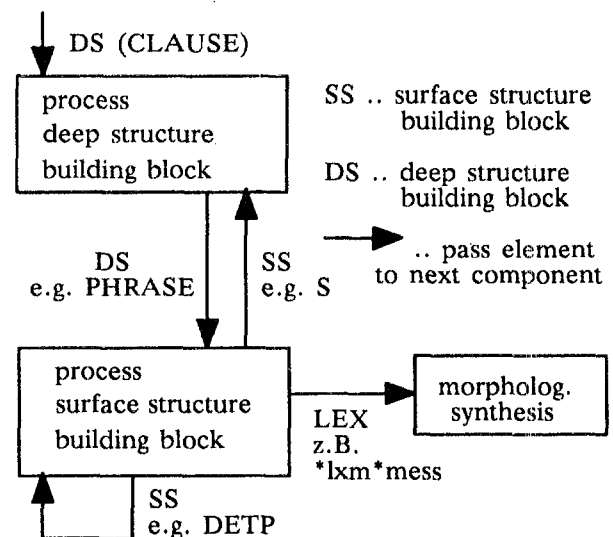 DS (CLAUSE)
process
deep structure
building block
SS .. surface structure
building block
DS .. deep structure
building block
.. pass element
to next component
DS
e.g. PHRASE
SS
e.g. S
process
surface structure
building block
LEX
z.B.
*lxm*mess
morpholog.
synthesis
SS
e.g. DETP